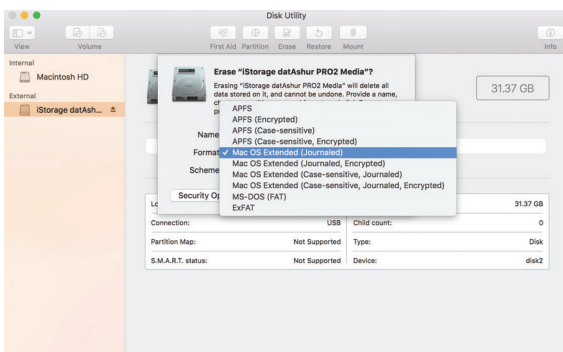 Disk Utility
View
Volume
First Aid
Partition
Erase
Restore
Mount
Info
Internal
Macintosh HD
External
iStorage datAsh...
Erase “iStorage datAshur PRO2 Media”?
Erasing “iStorage datAshur PRO2 Media” will delete all
data stored on it, and cannot be undone. Provide a name,
31.37 GB
Name
Format
Scheme
APFS
APFS (Encrypted)
APFS (Case-sensitive)
APFS (Case-sensitive, Encrypted)
✓ Mac OS Extended (Journaled)
Mac OS Extended (Journaled, Encrypted)
Mac OS Extended (Case-sensitive, Journaled)
Mac OS Extended (Case-sensitive, Journaled, Encrypted)
MS-DOS (FAT)
ExFAT
Security Op
Lo
31.37 GB
Connection:
USB
Child count:
0
Partition Map:
Not Supported
Type:
Disk
S.M.A.R.T. status:
Not Supported
Device:
disk2